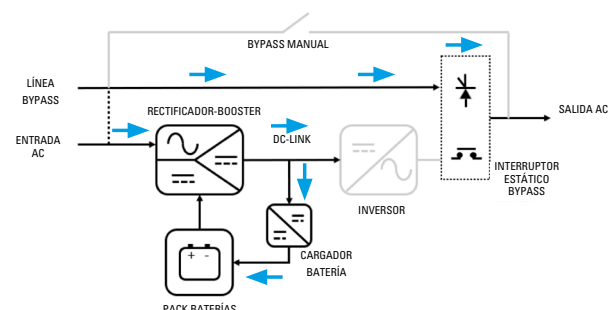 BYPASS MANUAL
LÍNEA
BYPASS
RECTIFICADOR-BOOSTER
SALIDA AC
ENTRADA
AC
DC-LINK
INTERRUPTOR
ESTÁTICO
BYPASS
INVERSOR
+ -
CARGADOR
BATERÍA
PACK BATERÍAS